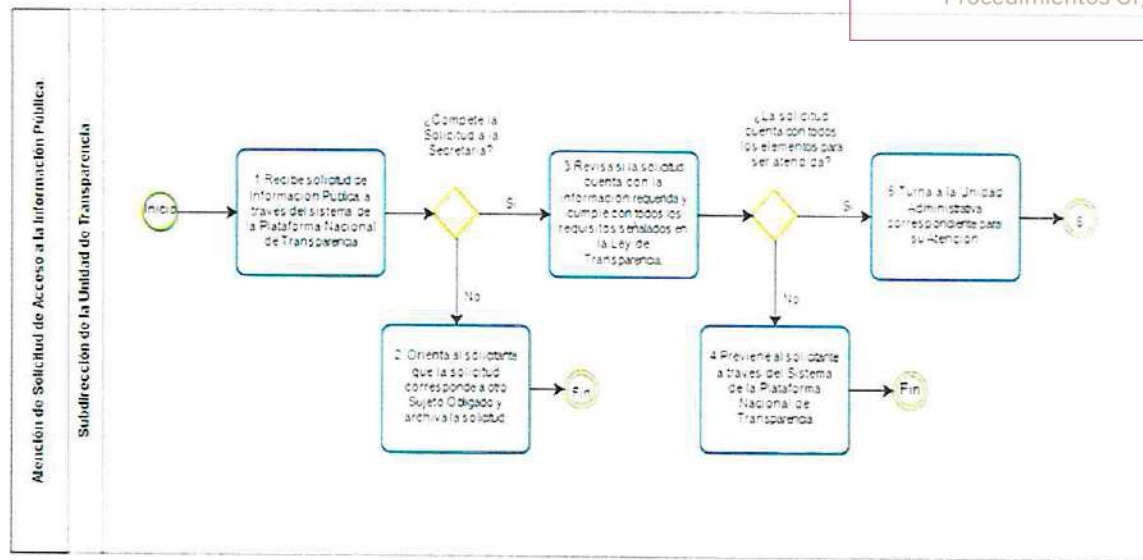 Procedimientos Org
Atención de Solicitud de Acceso a la Información Pública
Subdirección de la Unidad de Transparencia
Inicio
1 Recibe solicitud de
Información Publica a
través del sistema de
la Plataforma Nacional
de Transparencia
¿Compete la
Solicitud a la
Secretaría?
Si
No
2 Orienta al solicitante
que la solicitud
corresponde a otro
Sujeto Obligado y
archiva la solicitud
Fin
3 Revisa si la solicitud
cuenta con la
información requerida y
cumple con todos los
requisitos señalados en
la Ley de
Transparencia.
¿La solicitud
cuenta con todos
los elementos para
ser atendida?
Si
No
4 Previene al solicitante
a través del Sistema
de la Plataforma
Nacional de
Transparencia
Fin
5 Turna a la Unidad
Administrativa
correspondiente para
su Atención